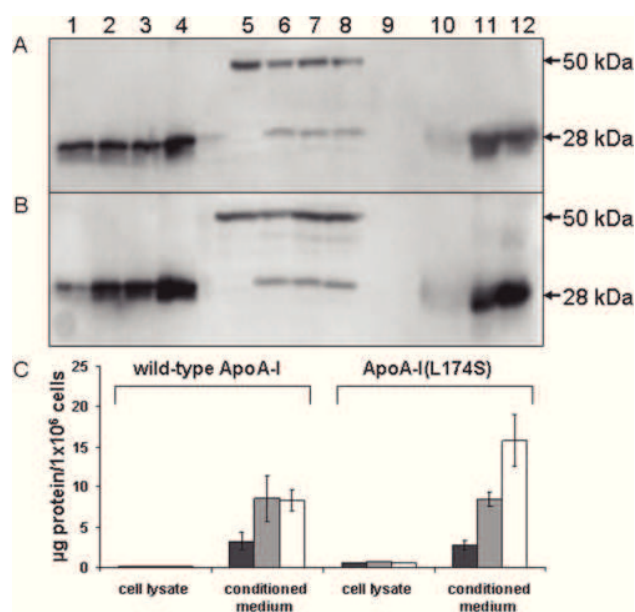 1 2 3 4 5 6 7 8 9 10 11 12
A
50 kDa
28 kDa
B
50 kDa
28 kDa
C
wild-type ApoA-I ApoA-I(L174S)
µg protein/1x10⁶ cells
25
20
15
10
5
0
cell lysate conditioned medium cell lysate conditioned medium